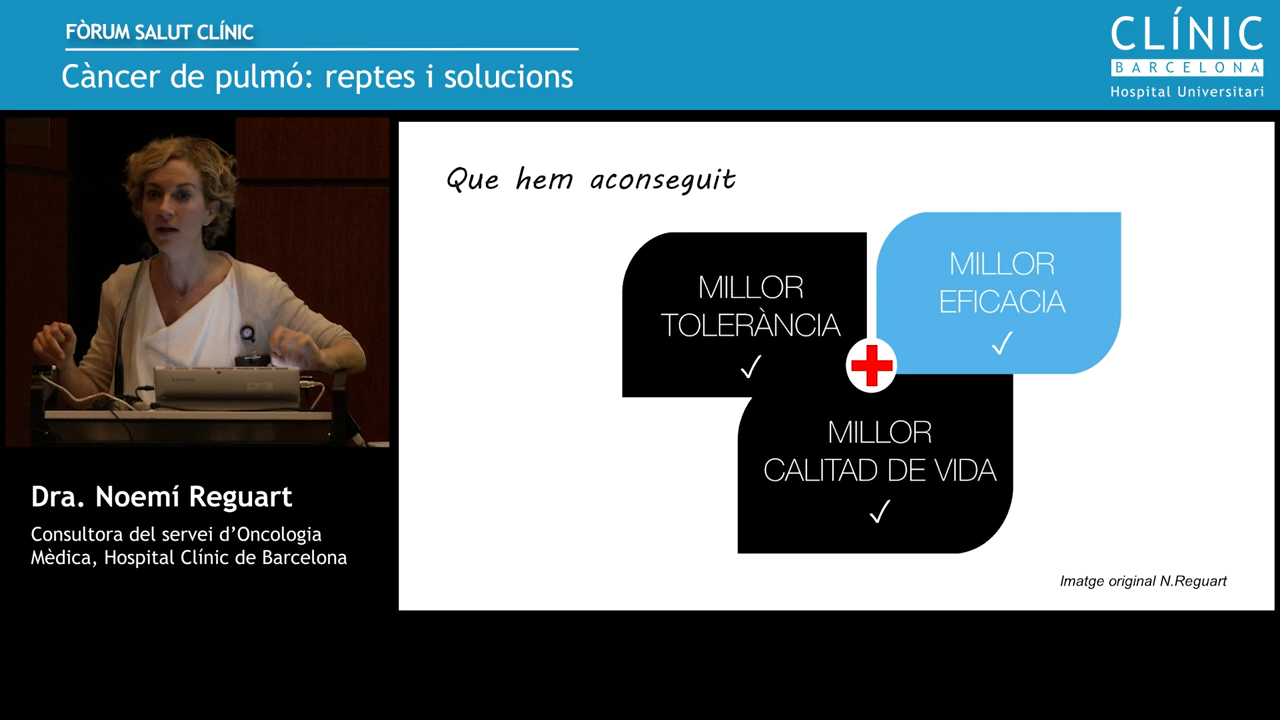 FÒRUM SALUT CLÍNIC
Càncer de pulmó: reptes i solucions
CLÍNIC
BARCELONA
Hospital Universitari
Que hem aconseguit
MILLOR
TOLERÀNCIA
✓
MILLOR
EFICACIA
✓
MILLOR
CALITAD DE VIDA
✓
Imatge original N.Reguart
Dra. Noemí Reguart
Consultora del servei d’Oncologia
Mèdica, Hospital Clínic de Barcelona